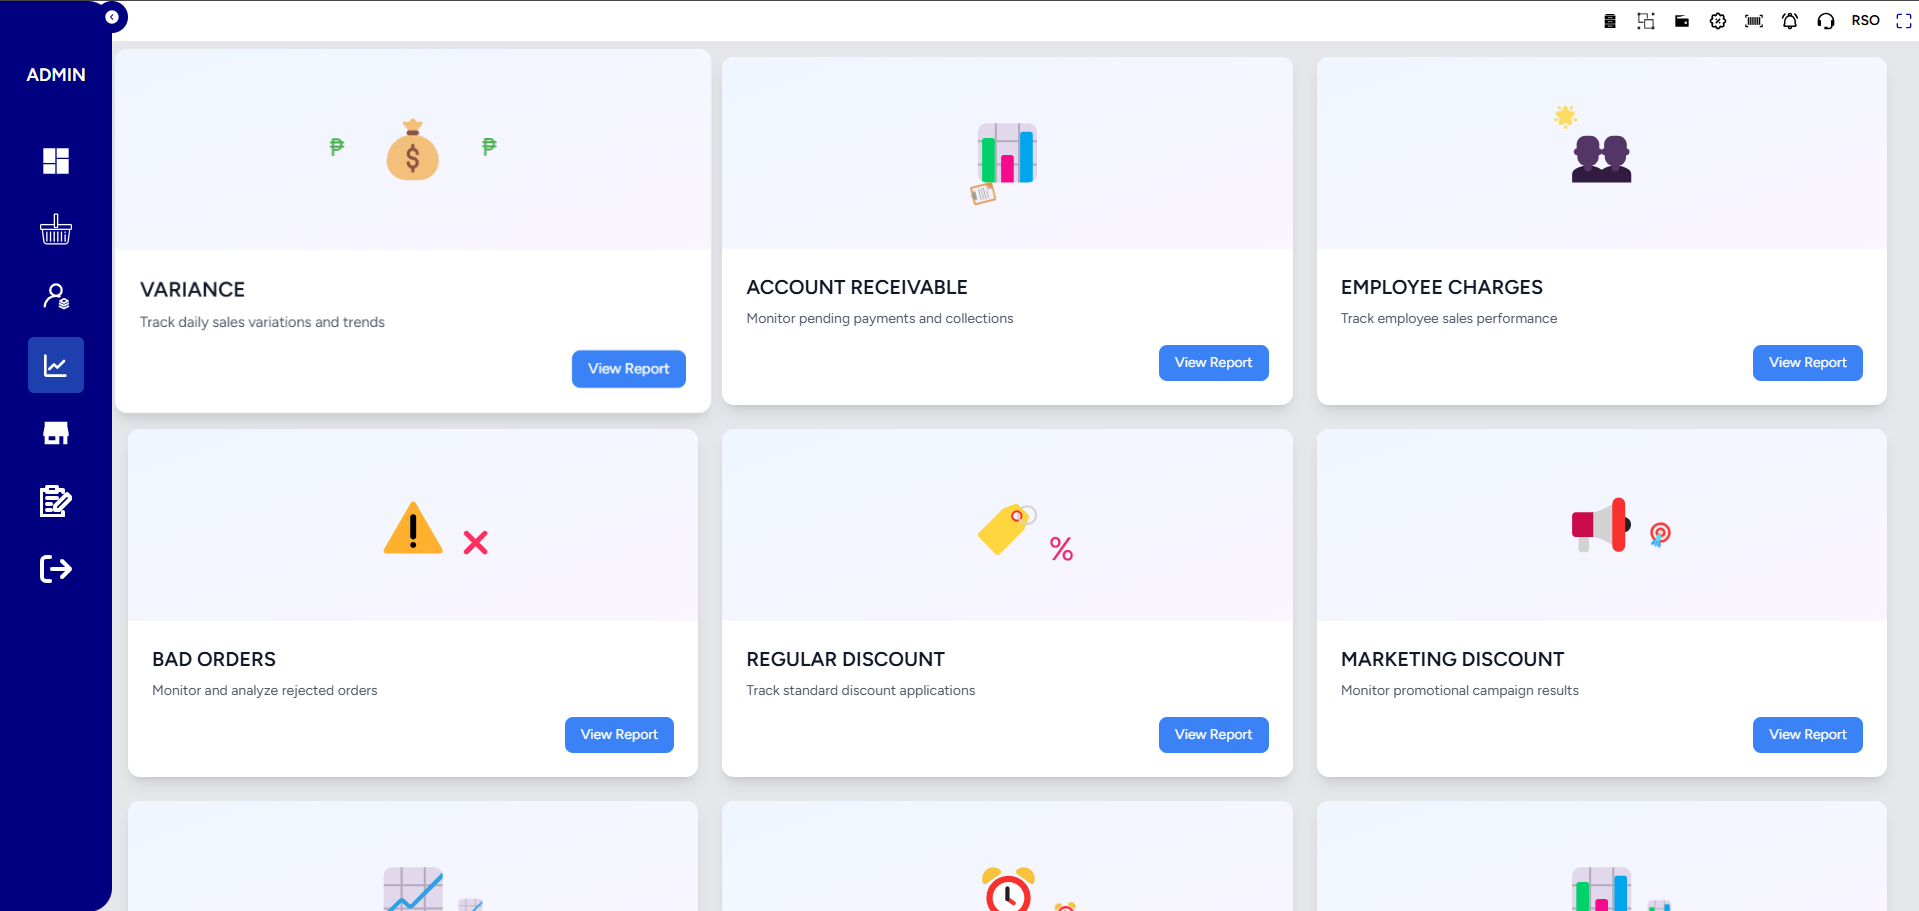 RSO
ADMIN
₱ $ ₱
VARIANCE
Track daily sales variations and trends
View Report
ACCOUNT RECEIVABLE
Monitor pending payments and collections
View Report
EMPLOYEE CHARGES
Track employee sales performance
View Report
BAD ORDERS
Monitor and analyze rejected orders
View Report
%
REGULAR DISCOUNT
Track standard discount applications
View Report
MARKETING DISCOUNT
Monitor promotional campaign results
View Report